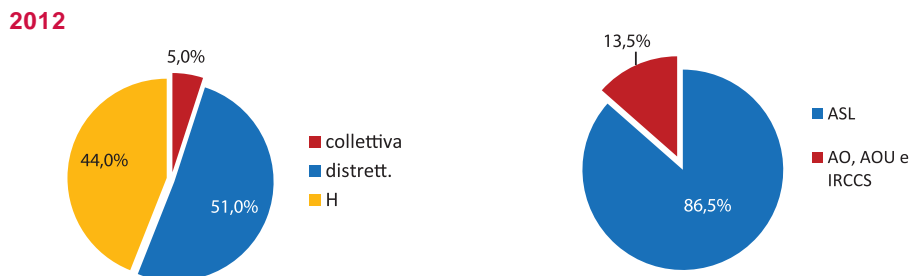 2012
5,0%
44,0%
51,0%
collettiva
distrett.
H
13,5%
86,5%
ASL
AO, AOU e
IRCCS